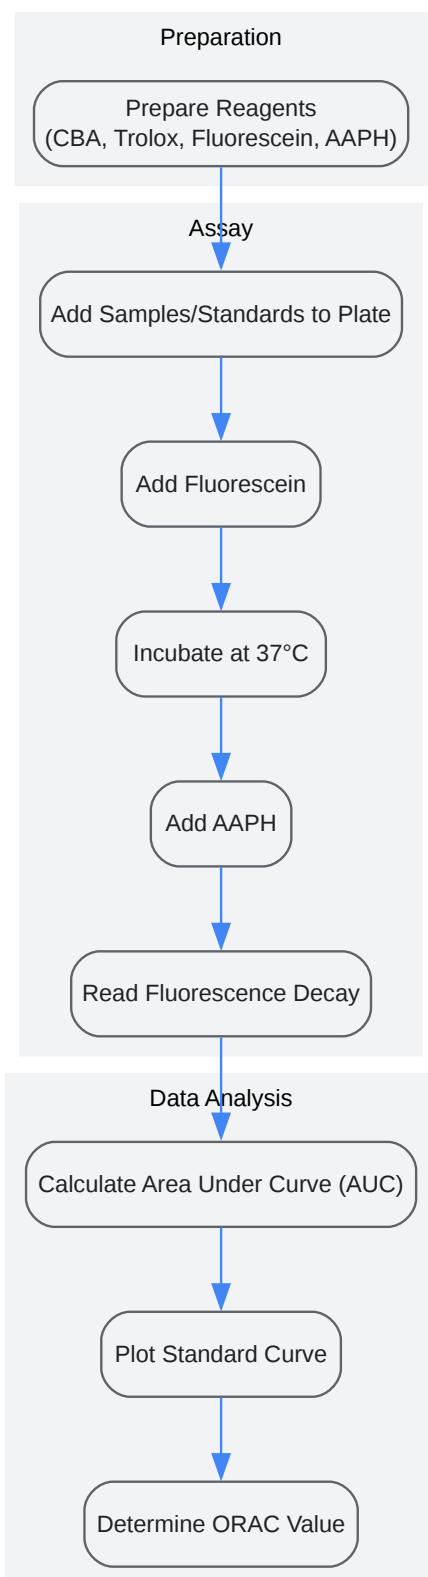 Preparation
Prepare Reagents
(CBA, Trolox, Fluorescein, AAPH)
Assay
Add Samples/Standards to Plate
Add Fluorescein
Incubate at 37°C
Add AAPH
Read Fluorescence Decay
Data Analysis
Calculate Area Under Curve (AUC)
Plot Standard Curve
Determine ORAC Value